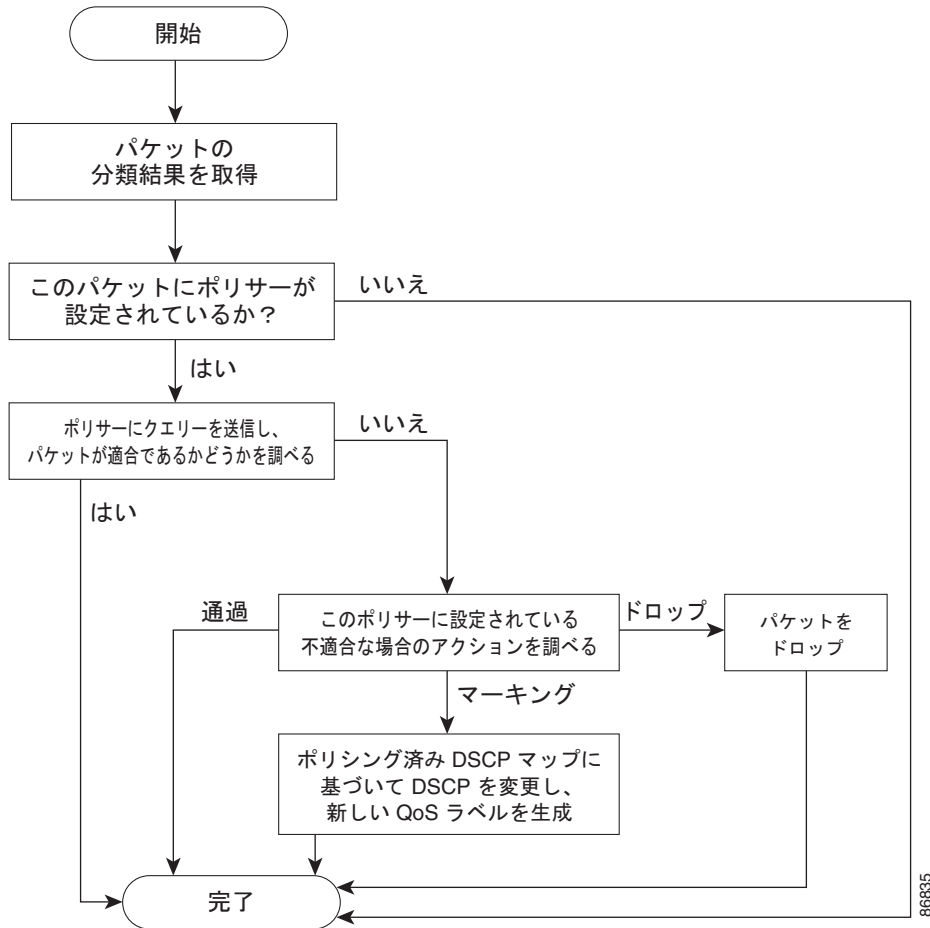 開始
パケットの
分類結果を取得
このパケットにポリサーが
設定されているか？
いいえ
はい
ポリサーにクエリーを送信し、
パケットが適合であるかどうかを調べる
いいえ
はい
通過
このポリサーに設定されている
不適合な場合のアクションを調べる
ドロップ
パケットを
ドロップ
マーキング
ポリシング済み DSCP マップに
基づいて DSCP を変更し、
新しい QoS ラベルを生成
完了
86835